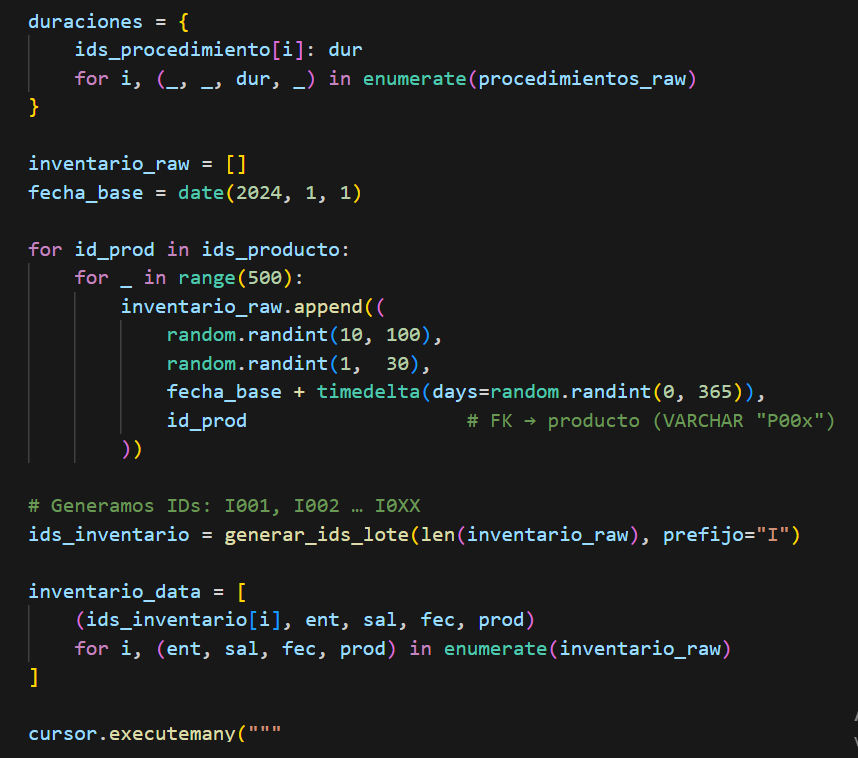 duraciones = {
    ids_procedimiento[i]: dur
    for i, (_, _, dur, _) in enumerate(procedimientos_raw)
}

inventario_raw = []
fecha_base = date(2024, 1, 1)

for id_prod in ids_producto:
    for _ in range(500):
        inventario_raw.append((
            random.randint(10, 100),
            random.randint(1,  30),
            fecha_base + timedelta(days=random.randint(0, 365)),
            id_prod                   # FK → producto (VARCHAR "P00x")
        ))

# Generamos IDs: I001, I002 … I0XX
ids_inventario = generar_ids_lote(len(inventario_raw), prefijo="I")

inventario_data = [
    (ids_inventario[i], ent, sal, fec, prod)
    for i, (ent, sal, fec, prod) in enumerate(inventario_raw)
]

cursor.executemany("""